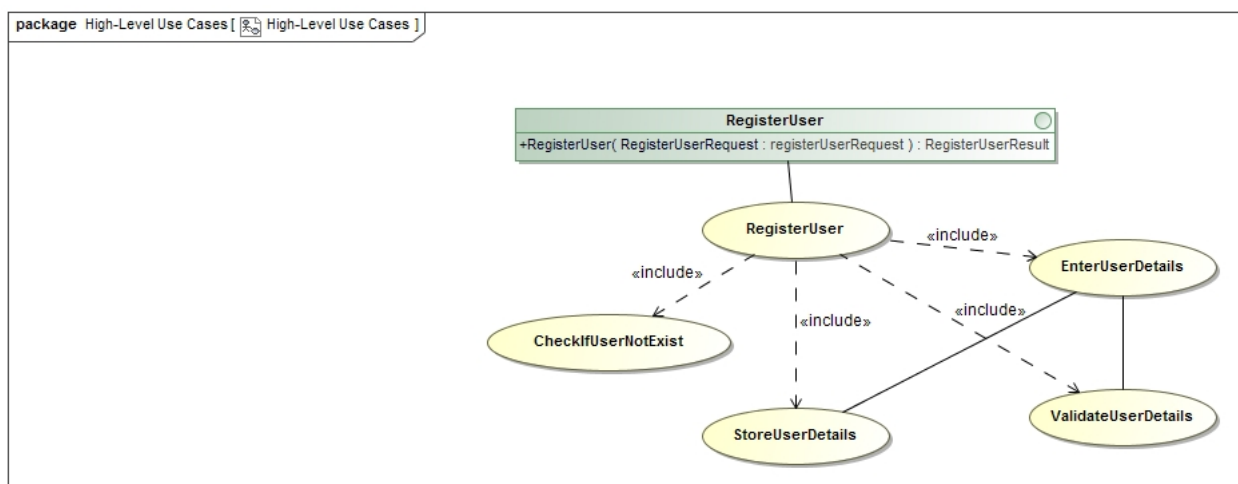 package High-Level Use Cases [ High-Level Use Cases ]
RegisterUser
+RegisterUser( RegisterUserRequest : registerUserRequest ) : RegisterUserResult
RegisterUser
«include»
EnterUserDetails
«include»
«include»
«include»
CheckIfUserNotExist
ValidateUserDetails
StoreUserDetails